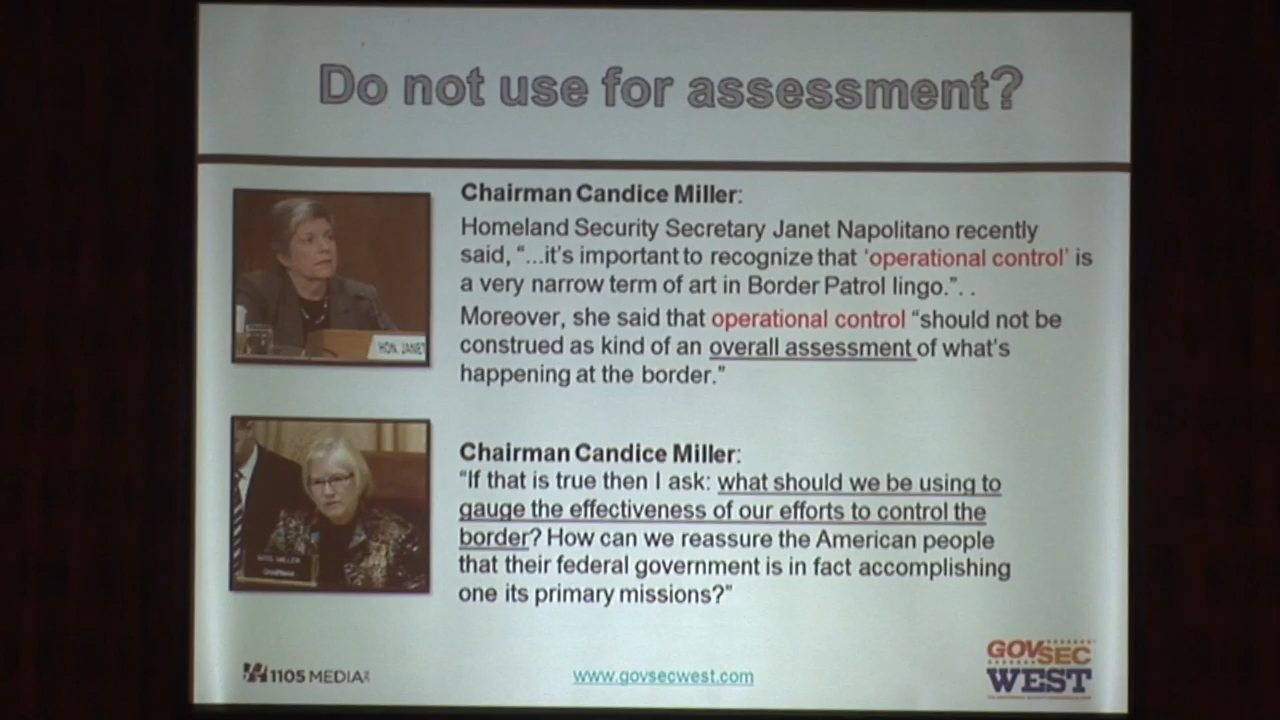 Do not use for assessment?
Chairman Candice Miller:
Homeland Security Secretary Janet Napolitano recently
said, “...it’s important to recognize that ‘operational control’ is
a very narrow term of art in Border Patrol lingo.”. .
Moreover, she said that operational control “should not be
construed as kind of an overall assessment of what’s
happening at the border.”
HON. JANET
Chairman Candice Miller:
“If that is true then I ask: what should we be using to
gauge the effectiveness of our efforts to control the
border? How can we reassure the American people
that their federal government is in fact accomplishing
one its primary missions?”
MRS. MILLER
1105 MEDIA
www.govsecwest.com
GOVSEC
WEST